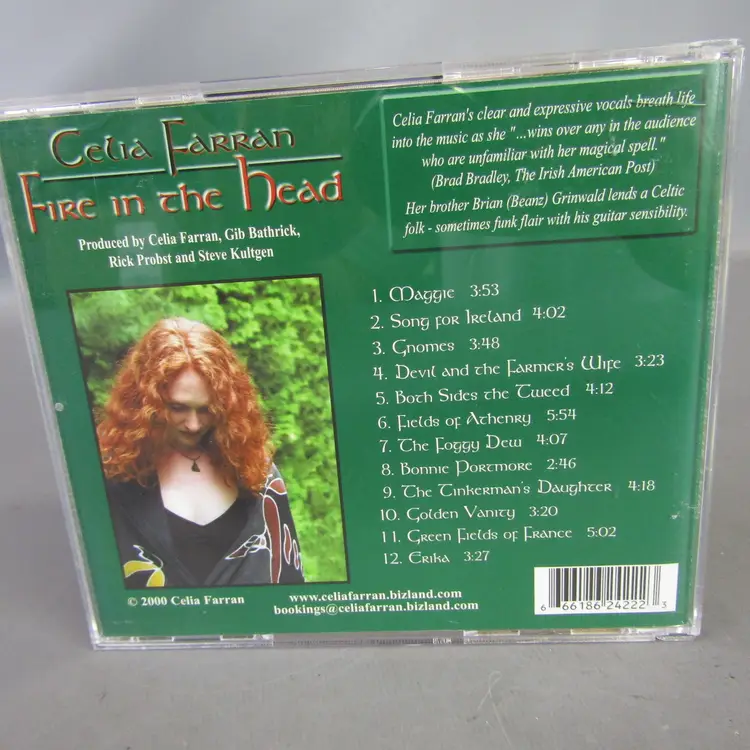 Celia Farran
Fire in the Head
Produced by Celia Farran, Gib Bathrick,
Rick Probst and Steve Kultgen
Celia Farran's clear and expressive vocals breath life
into the music as she "...wins over any in the audience
who are unfamiliar with her magical spell."
(Brad Bradley, The Irish American Post)
Her brother Brian (Beanz) Grinwald lends a Celtic
folk - sometimes funk flair with his guitar sensibility.
1. Maggie 3:53
2. Song for Ireland 4:02
3. Gnomes 3:48
4. Devil and the Farmer's Wife 3:23
5. Both Sides the Tweed 4:12
6. Fields of Athenry 5:54
7. The Foggy Dew 4:07
8. Bonnie Portmore 2:46
9. The Tinkerman's Daughter 4:18
10. Golden Vanity 3:20
11. Green Fields of France 5:02
12. Erika 3:27
© 2000 Celia Farran
www.celiafarran.bizland.com
bookings@celiafarran.bizland.com
6 66186 24222 3